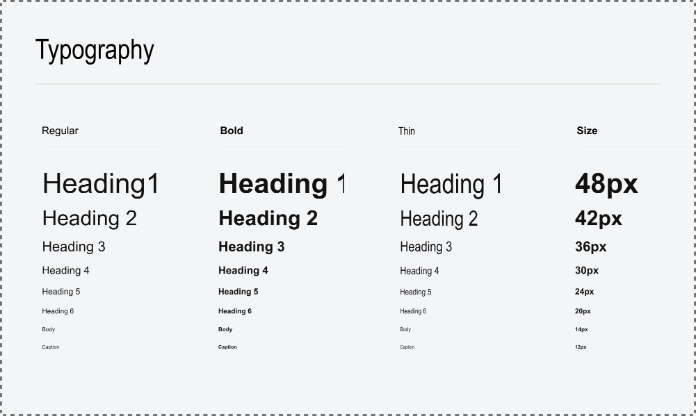 Typography
Regular Bold Thin Size
Heading1 Heading 1 Heading 1 48px
Heading 2 Heading 2 Heading 2 42px
Heading 3 Heading 3 Heading 3 36px
Heading 4 Heading 4 Heading 4 30px
Heading 5 Heading 5 Heading 5 24px
Heading 6 Heading 6 Heading 6 20px
Body Body Body 14px
Caption Caption Caption 12px